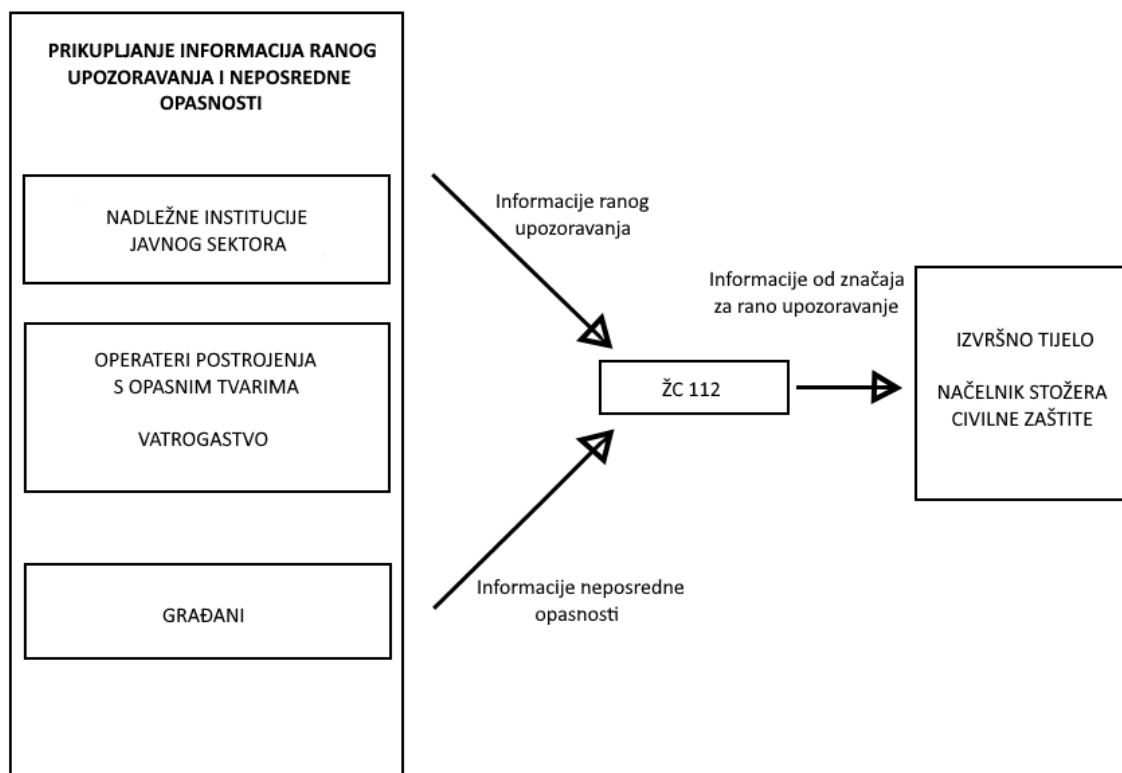 PRIKUPLJANJE INFORMACIJA RANOG
UPOZORAVANJA I NEPOSREDNE
OPASNOSTI
NADLEŽNE INSTITUCIJE
JAVNOG SEKTORA
OPERATERI POSTROJENJA
S OPASNIM TVARIMA
VATROGASTVO
GRAĐANI
Informacije ranog
upozoravanja
Informacije neposredne
opasnosti
ŽC 112
Informacije od značaja
za rano upozoravanje
IZVRŠNO TIJELO
NAČELNIK STOŽERA
CIVILNE ZAŠTITE